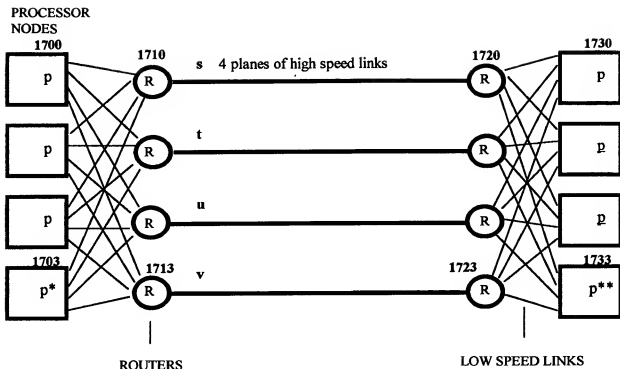 PROCESSOR
NODES
1700
1710
1720
1730
p
R
s 4 planes of high speed links
R
p
p
R
t
R
p
p
R
u
R
p
1703
1713
1723
1733
p*
R
v
R
p**
ROUTERS
LOW SPEED LINKS